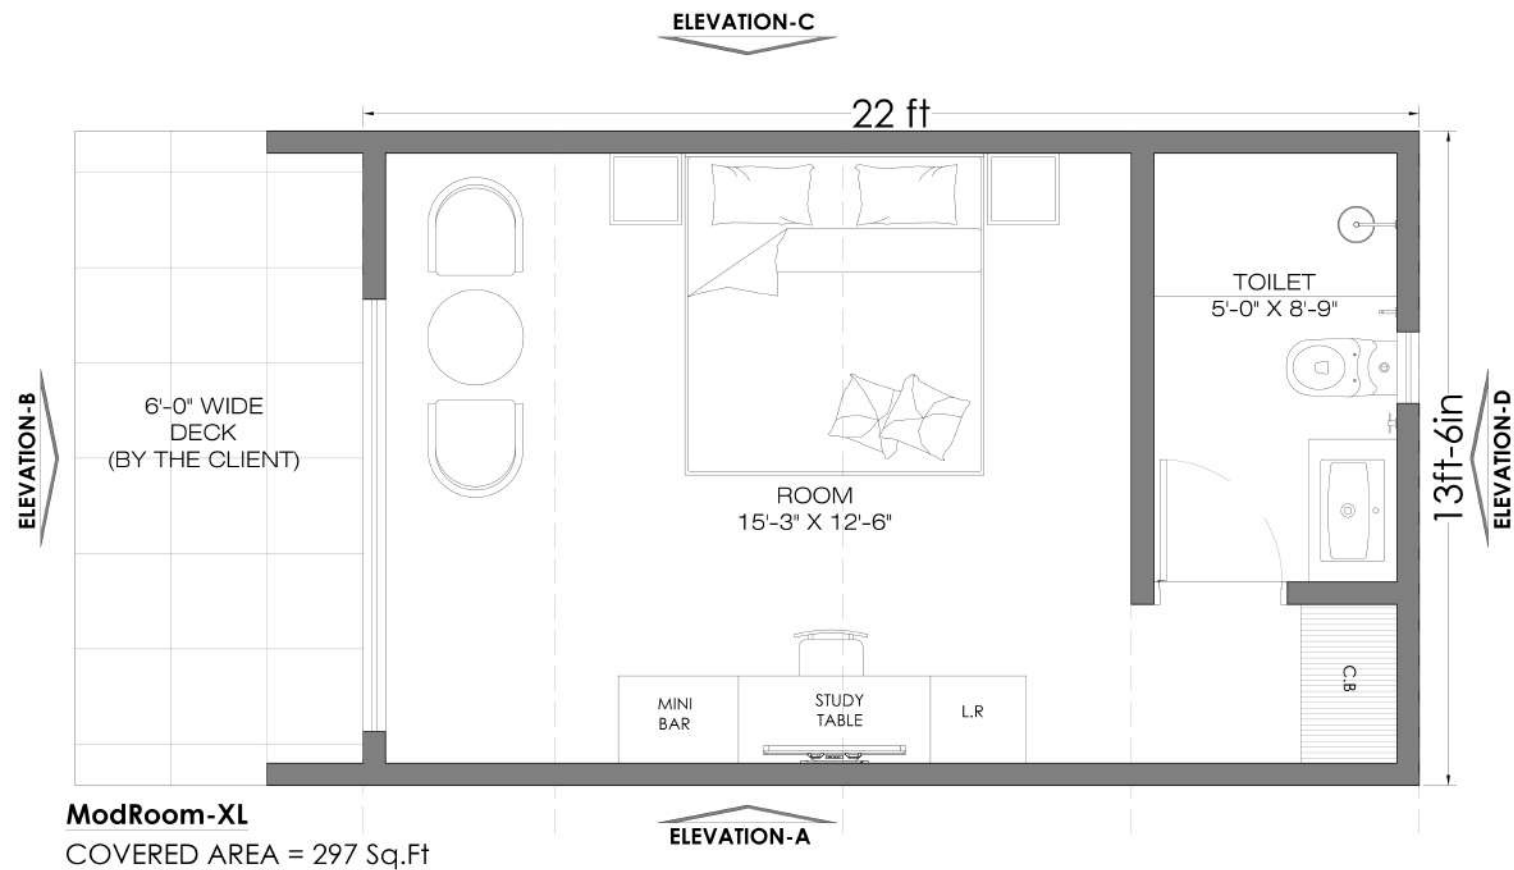 ELEVATION-C
22 ft
TOILET
5'-0" X 8'-9"
ELEVATION-B
6'-0" WIDE
DECK
(BY THE CLIENT)
13ft-6in
ELEVATION-D
ROOM
15'-3" X 12'-6"
MINI
BAR
STUDY
TABLE
L.R
C.B
ModRoom-XL
COVERED AREA = 297 Sq.Ft
ELEVATION-A